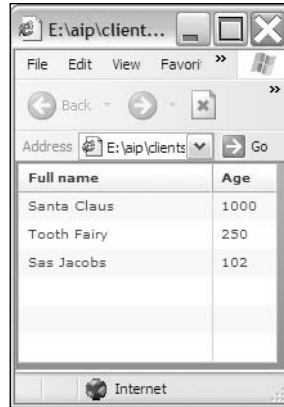 E:\aip\client...
File Edit View Favori »
Back »
Address E:\aip\clients Go
Full name Age
Santa Claus 1000
Tooth Fairy 250
Sas Jacobs 102
Internet